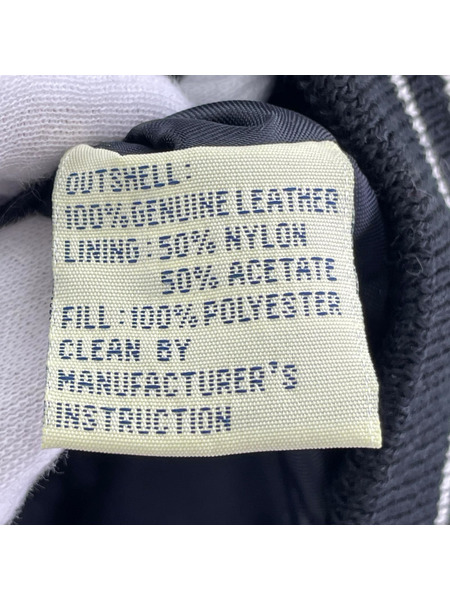 OUTSHELL:
100% GENUINE LEATHER
LINING: 50% NYLON
50% ACETATE
FILL: 100% POLYESTER
CLEAN BY
MANUFACTURER'S
INSTRUCTION